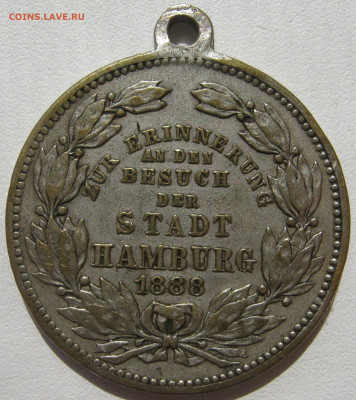 COINS.LAVE.RU
ZUR ERINNERUNG
AN DEN
BESUCH
DER
STADT
HAMBURG
1888